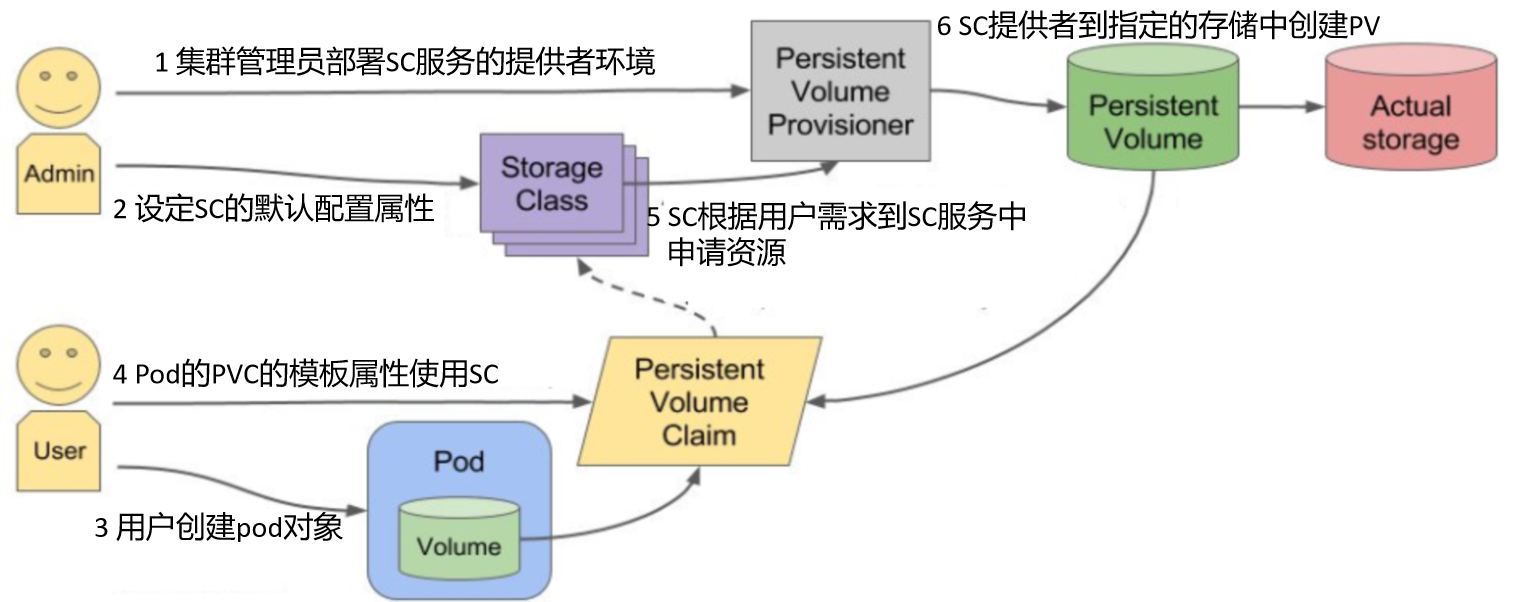 6 SC提供者到指定的存储中创建PV
1 集群管理员部署SC服务的提供者环境
Persistent
Volume
Provisioner
Persistent
Volume
Actual
storage
Admin
Storage
Class
2 设定SC的默认配置属性
5 SC根据用户需求到SC服务中
申请资源
4 Pod的PVC的模板属性使用SC
Persistent
Volume
Claim
User
Pod
3 用户创建pod对象
Volume